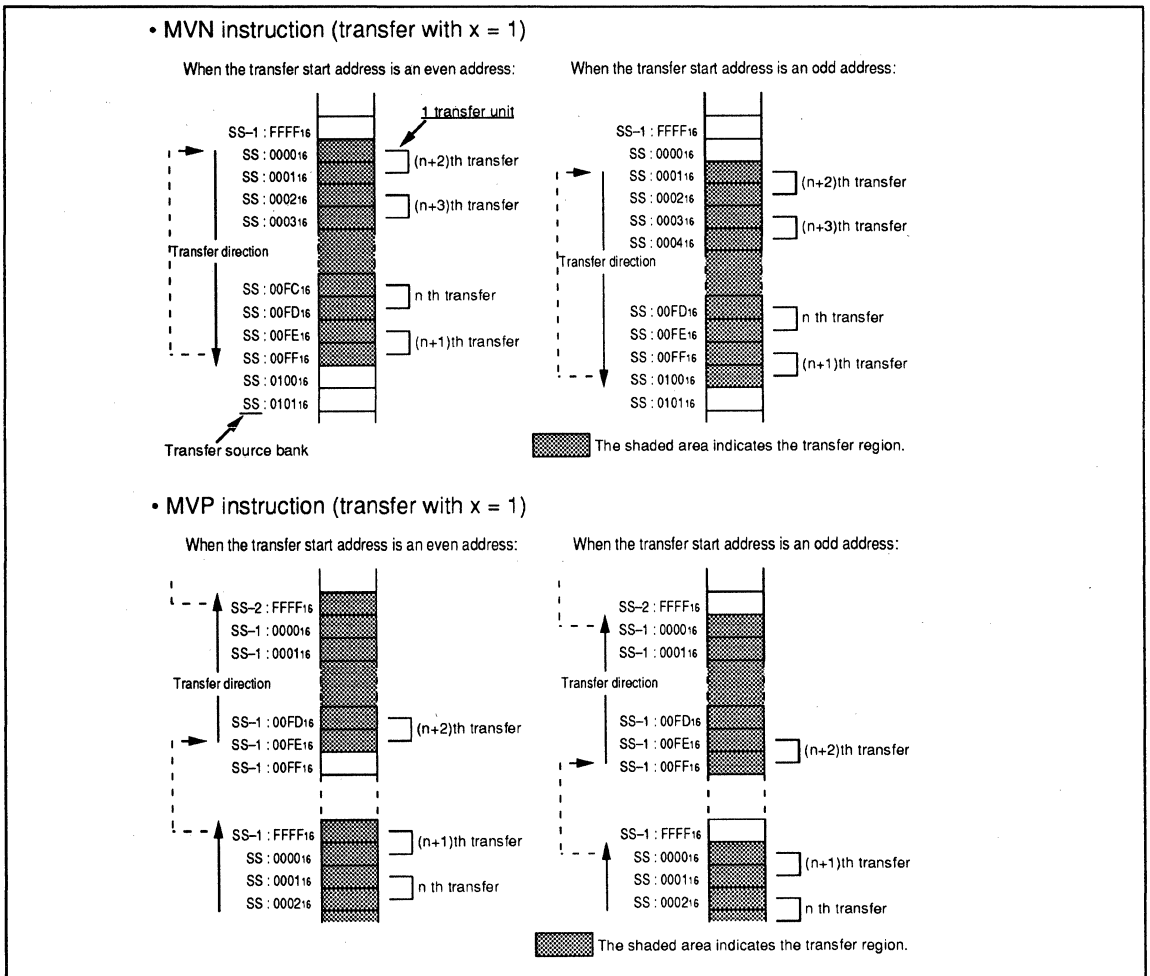 • MVN instruction (transfer with x = 1)
When the transfer start address is an even address:
1 transfer unit
SS–1 : FFFF16
SS : 000016
SS : 000116
SS : 000216
SS : 000316
(n+2)th transfer
(n+3)th transfer
Transfer direction
SS : 00FC16
SS : 00FD16
SS : 00FE16
SS : 00FF16
SS : 010016
SS : 010116
n th transfer
(n+1)th transfer
Transfer source bank
When the transfer start address is an odd address:
SS–1 : FFFF16
SS : 000016
SS : 000116
SS : 000216
SS : 000316
SS : 000416
(n+2)th transfer
(n+3)th transfer
Transfer direction
SS : 00FD16
SS : 00FE16
SS : 00FF16
SS : 010016
SS : 010116
n th transfer
(n+1)th transfer
The shaded area indicates the transfer region.
• MVP instruction (transfer with x = 1)
When the transfer start address is an even address:
SS–2 : FFFF16
SS–1 : 000016
SS–1 : 000116
Transfer direction
SS–1 : 00FD16
SS–1 : 00FE16
SS–1 : 00FF16
(n+2)th transfer
SS–1 : FFFF16
SS : 000016
SS : 000116
SS : 000216
(n+1)th transfer
n th transfer
When the transfer start address is an odd address:
SS–2 : FFFF16
SS–1 : 000016
SS–1 : 000116
Transfer direction
SS–1 : 00FD16
SS–1 : 00FE16
SS–1 : 00FF16
(n+2)th transfer
SS–1 : FFFF16
SS : 000016
SS : 000116
SS : 000216
(n+1)th transfer
n th transfer
The shaded area indicates the transfer region.